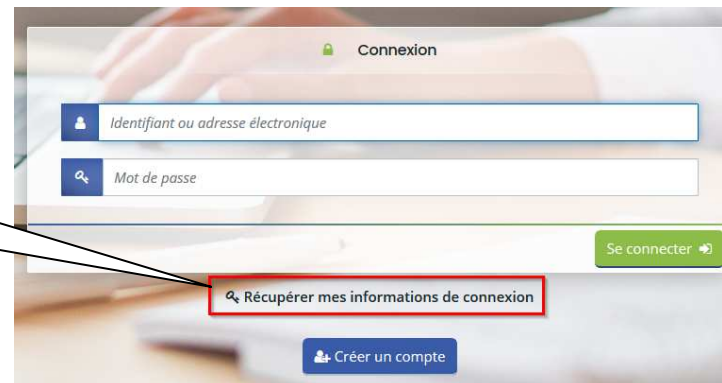 Connexion
Identifiant ou adresse électronique
Mot de passe
Se connecter
Récupérer mes informations de connexion
Créer un compte